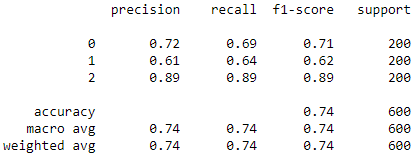 precision recall f1-score support
0 0.72 0.69 0.71 200
1 0.61 0.64 0.62 200
2 0.89 0.89 0.89 200
accuracy 0.74 600
macro avg 0.74 0.74 0.74 600
weighted avg 0.74 0.74 0.74 600